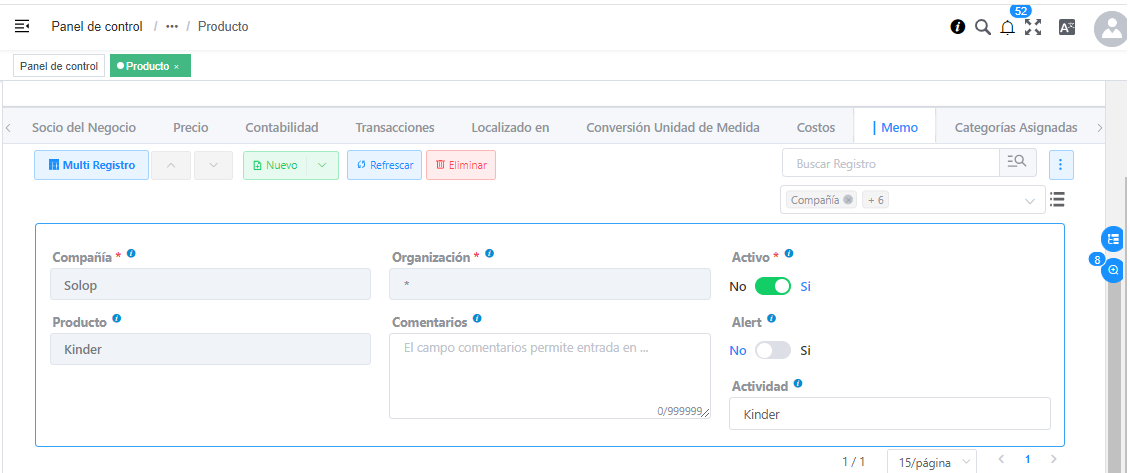 Panel de control / ••• / Producto
52
Panel de control
Producto ×
Socio del Negocio Precio Contabilidad Transacciones Localizado en Conversión Unidad de Medida Costos | Memo Categorías Asignadas
Multi Registro Nuevo Refrescar Eliminar Buscar Registro
Compañía + 6
Compañía * Organización * Activo *
Solop * No Si
Producto Comentarios Alert
Kinder El campo comentarios permite entrada en ... No Si
8
Actividad
0/999999 Kinder
1 / 1 15/página 1